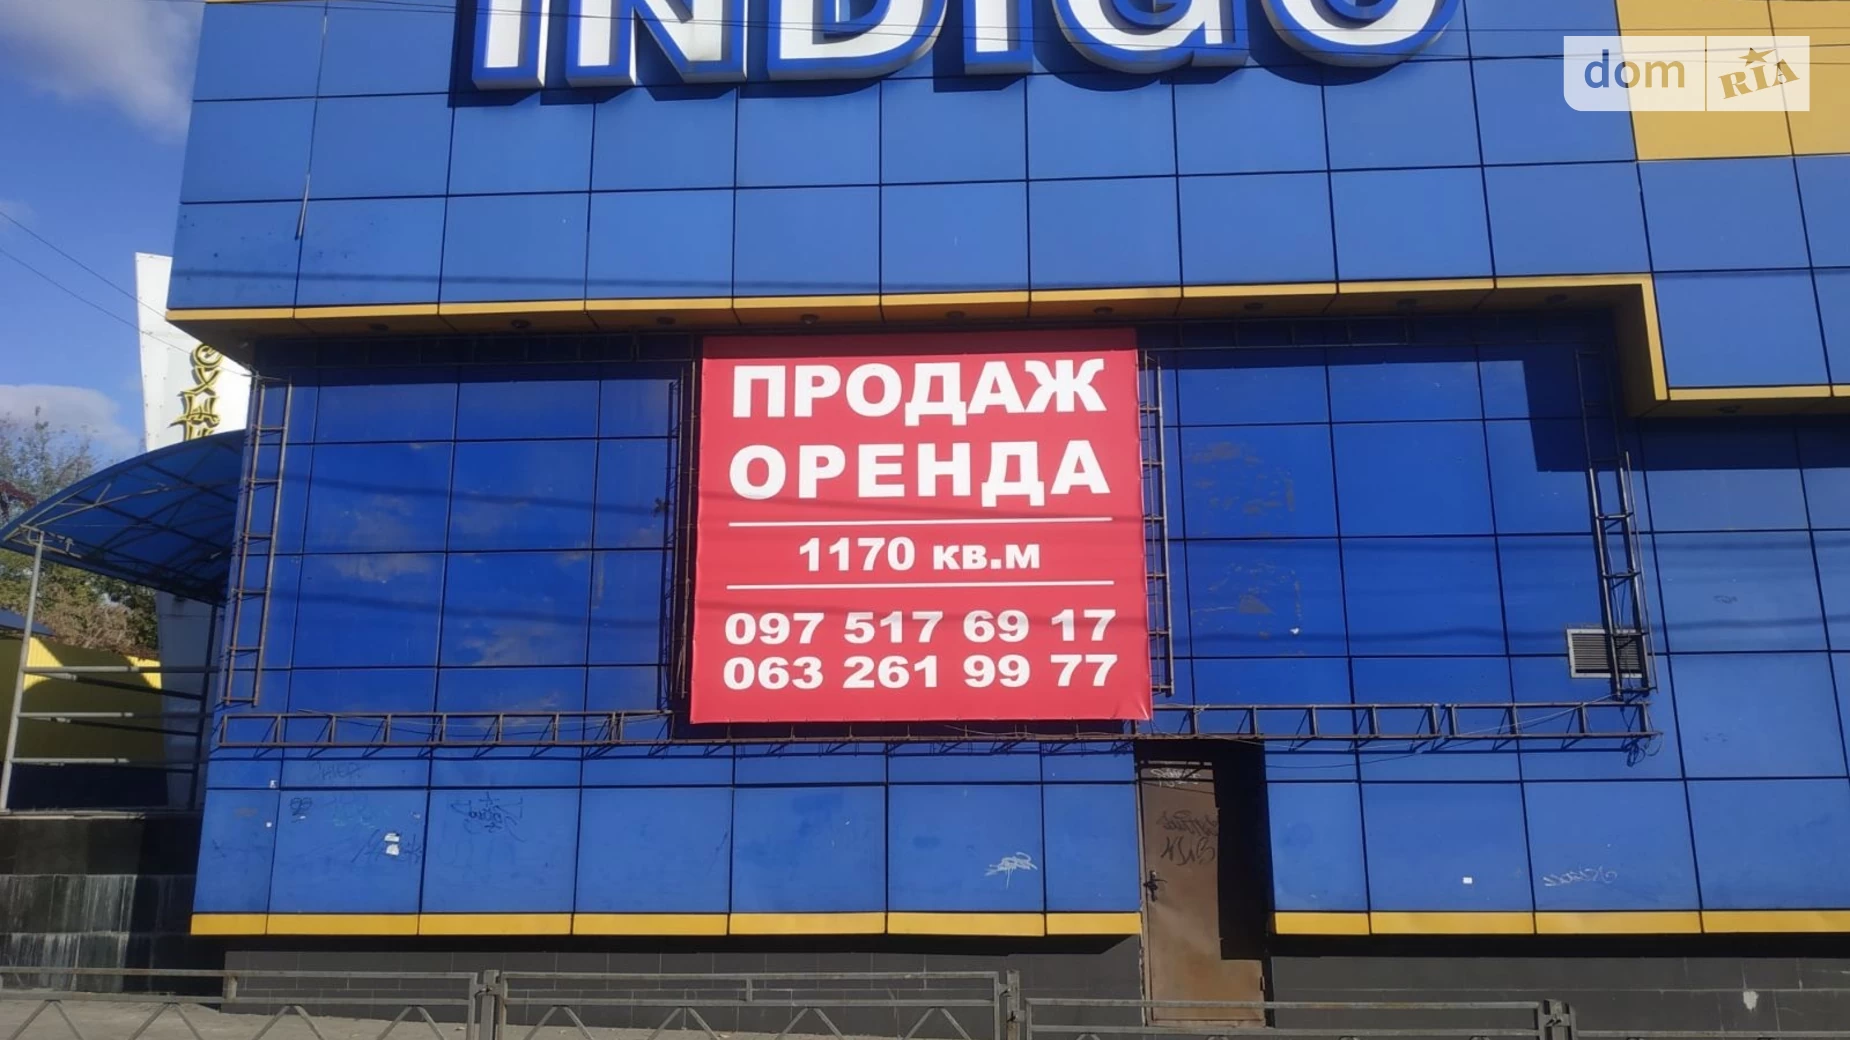 INDIGO
dom RIA
ПРОДАЖ
ОРЕНДА
1170 кв.м
097 517 69 17
063 261 99 77